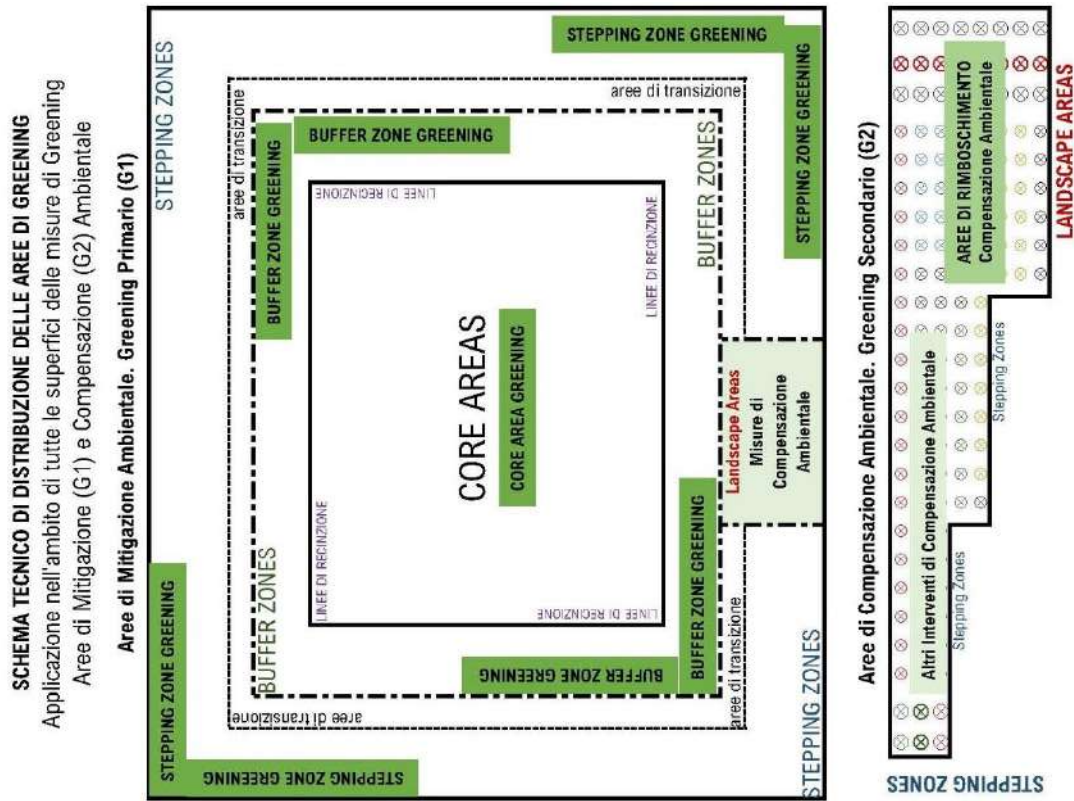 SCHEMA TECNICO DI DISTRIBUZIONE DELLE AREE DI GREENING
Applicazione nell'ambito di tutte le superfici delle misure di Greening
Aree di Mitigazione (G1) e Compensazione (G2) Ambientale
Aree di Mitigazione Ambientale. Greening Primario (G1)
STEPPING ZONE GREENING
STEPPING ZONES
STEPPING ZONE GREENING
aree di transizione
aree di transizione
BUFFER ZONES
BUFFER ZONE GREENING
BUFFER ZONE GREENING
LINEE DI RECINZIONE
LINEE DI RECINZIONE
CORE AREAS
CORE AREA GREENING
LINEE DI RECINZIONE
LINEE DI RECINZIONE
BUFFER ZONE GREENING
BUFFER ZONE GREENING
BUFFER ZONES
aree di transizione
aree di transizione
Landscape Areas
Misure di
Compensazione
Ambientale
STEPPING ZONE GREENING
STEPPING ZONES
STEPPING ZONE GREENING
Aree di Compensazione Ambientale. Greening Secondario (G2)
Altri Interventi di Compensazione Ambientale
AREE DI RIMBOSCHIMENTO
Compensazione Ambientale
Stepping Zones
Stepping Zones
STEPPING ZONES
LANDSCAPE AREAS